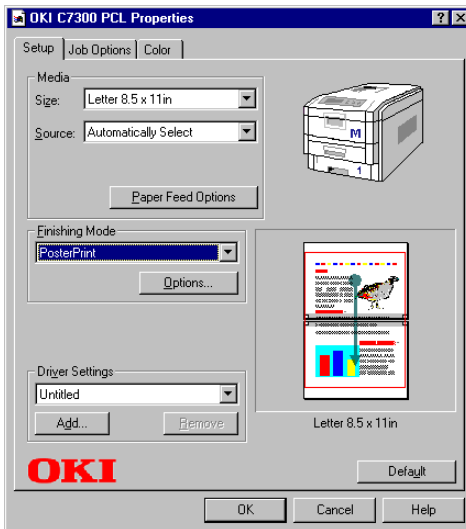 OKI C7300 PCL Properties
Setup
Job Options
Color
Media
Size:
Letter 8.5 x 11in
Source:
Automatically Select
Paper Feed Options
M
1
Finishing Mode
PosterPrint
Options...
Driver Settings
Untitled
Add...
Remove
Letter 8.5 x 11in
OKI
Default
OK
Cancel
Help